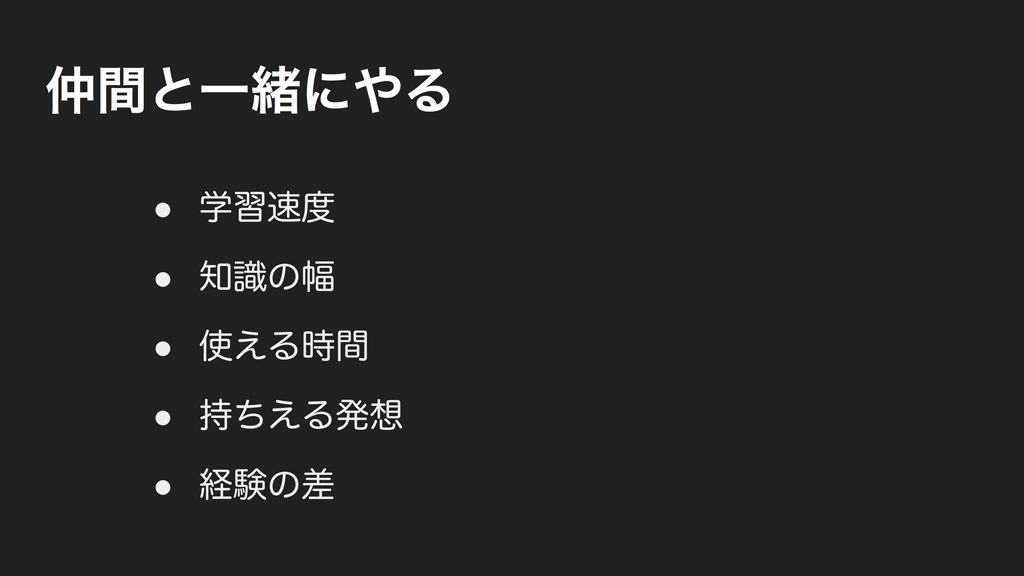 仲間と一緒にやる
● 学習速度
● 知識の幅
● 使える時間
● 持ちえる発想
● 経験の差